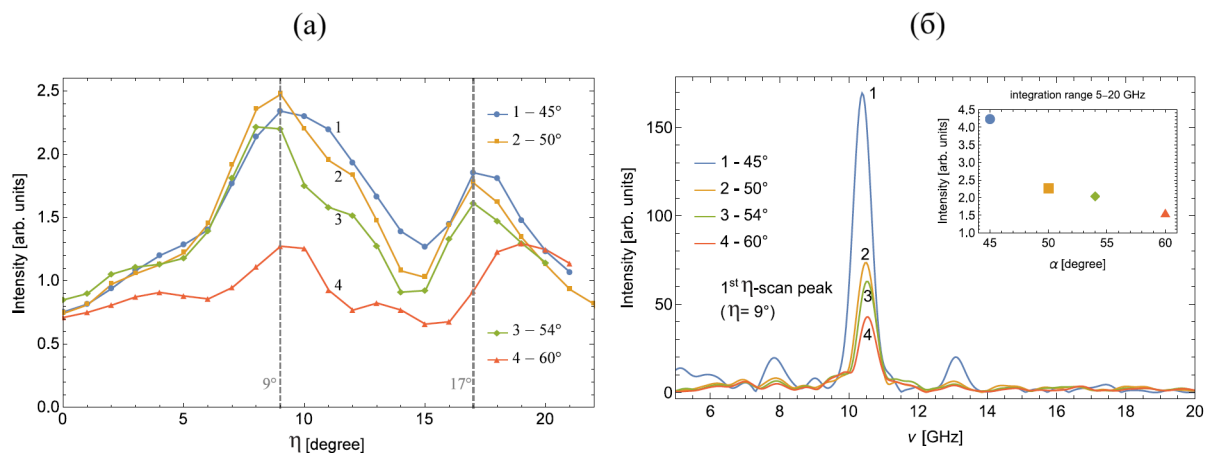 (а)
(б)
Intensity [arb. units]
2.5
2.0
1.5
1.0
0.5
0.0
0
5
10
15
20
η [degree]
1 – 45°
2 – 50°
3 – 54°
4 – 60°
1
2
3
4
9°
17°
Intensity [arb. units]
150
100
50
0
6
8
10
12
14
16
18
20
ν [GHz]
1 - 45°
2 - 50°
3 - 54°
4 - 60°
1st η-scan peak
(η= 9°)
1
2
3
4
integration range 5–20 GHz
Intensity [arb. units]
4.5
4.0
3.5
3.0
2.5
2.0
1.5
1.0
45
50
55
60
α [degree]